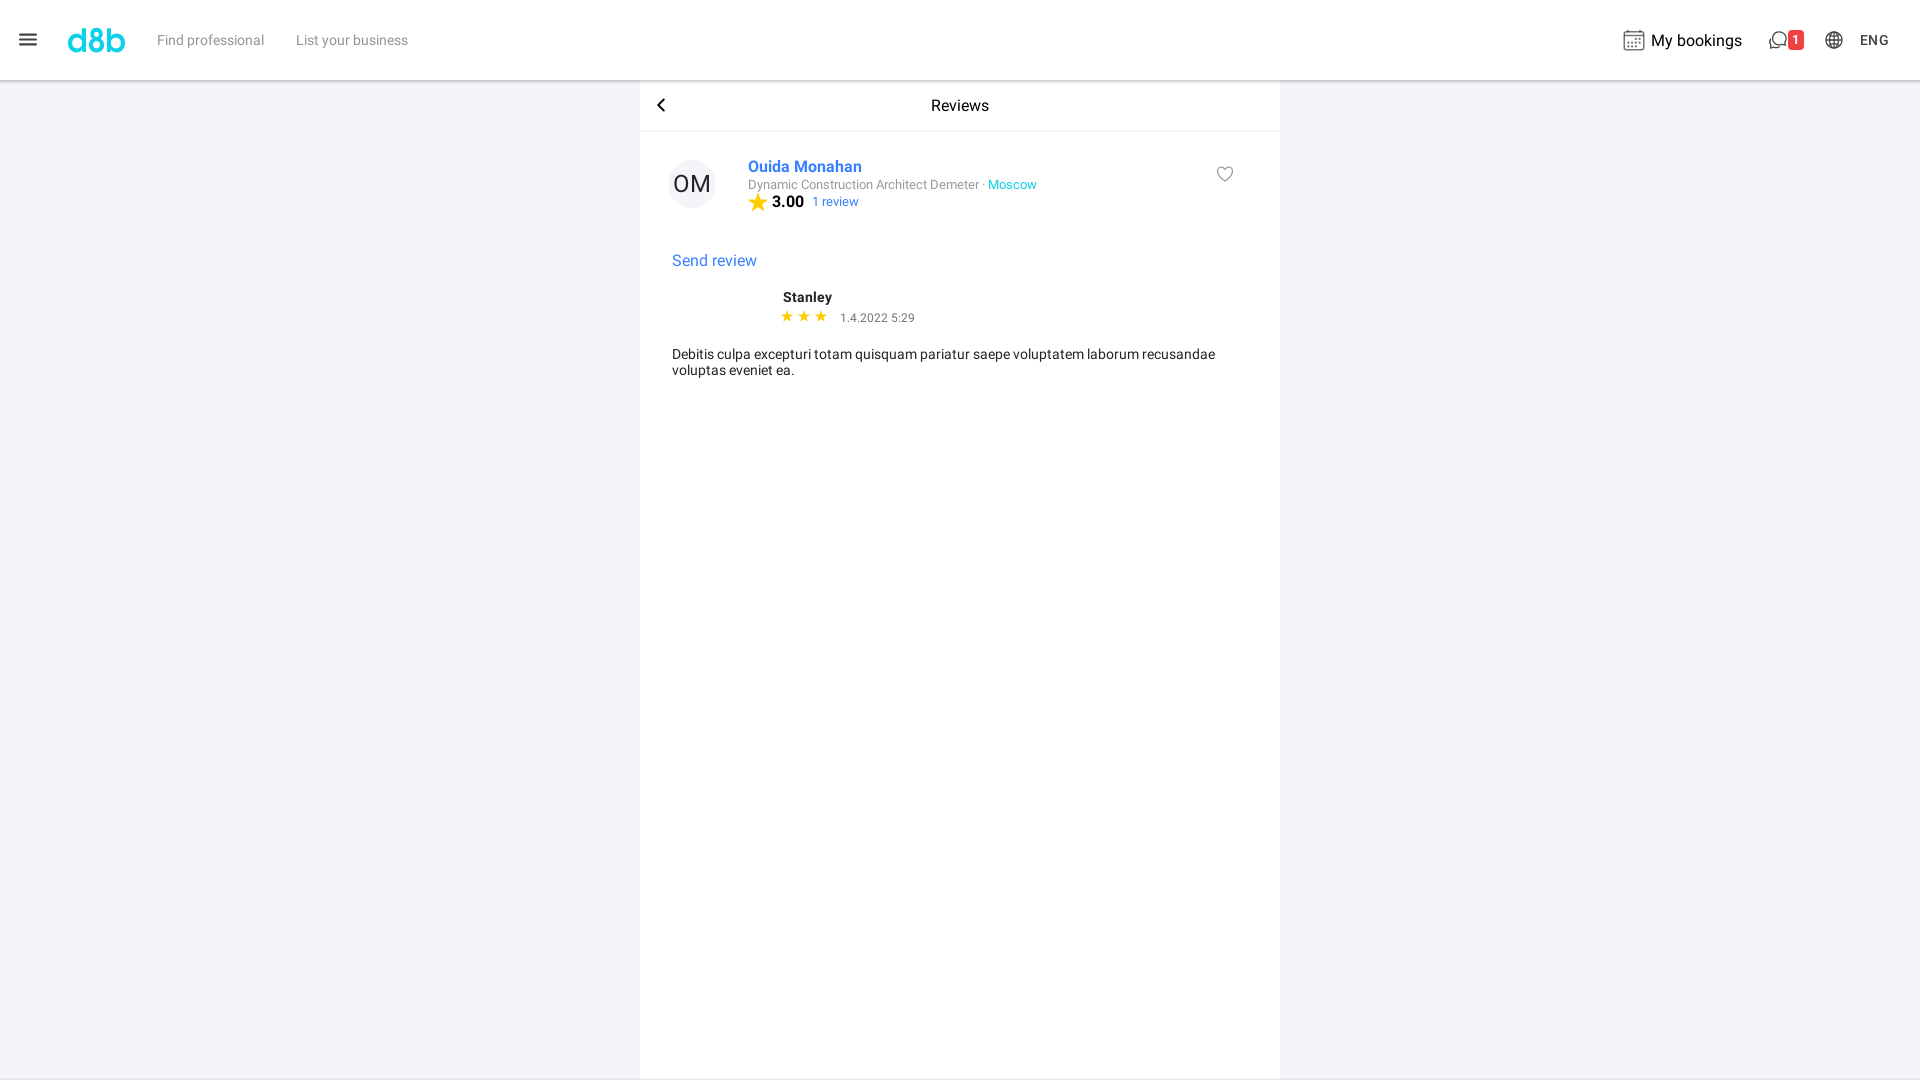 d8b
Find professional
List your business
My bookings
1
ENG
Reviews
OM
Ouida Monahan
Dynamic Construction Architect Demeter · Moscow
3.00 1 review
Send review
Stanley
1.4.2022 5:29
Debitis culpa excepturi totam quisquam pariatur saepe voluptatem laborum recusandae
voluptas eveniet ea.